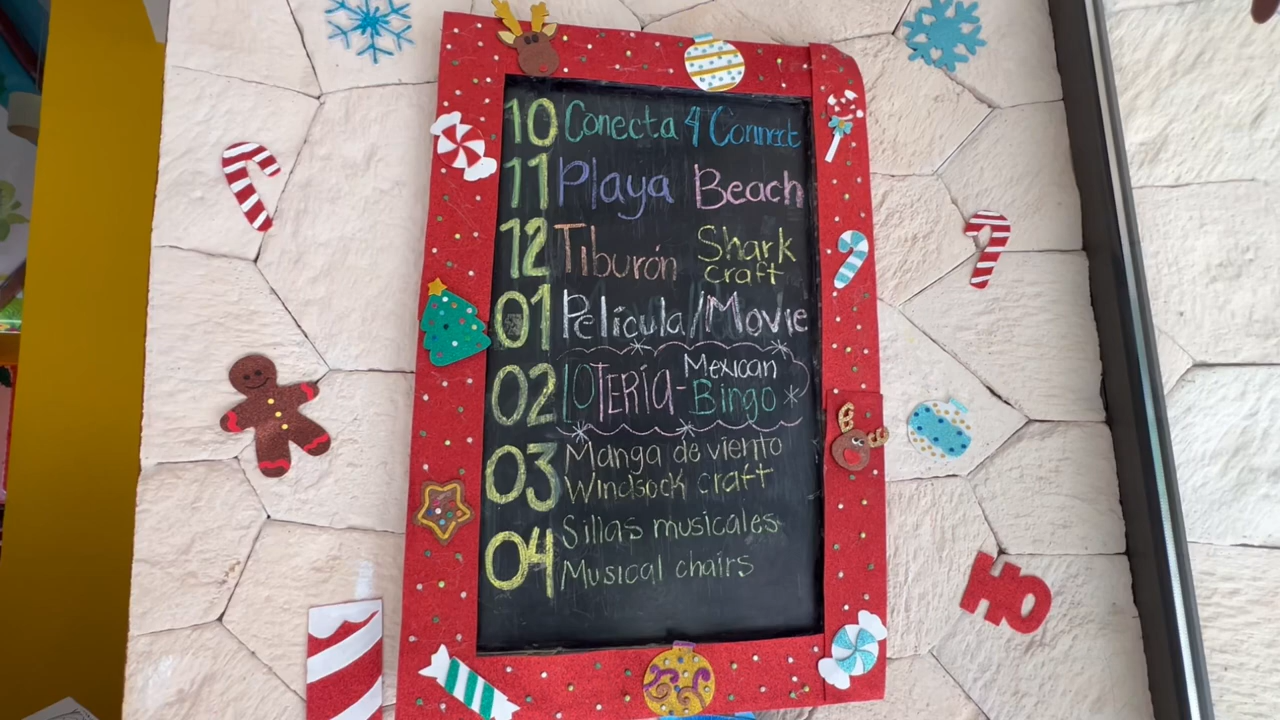 10 Conecta 4 Connect
11 Playa Beach
12 Tiburón Shark craft
01 Película/Movie
02 LOTERÍA - Mexican Bingo
03 Manga de viento
Windsock craft
04 Sillas musicales
Musical chairs
HO